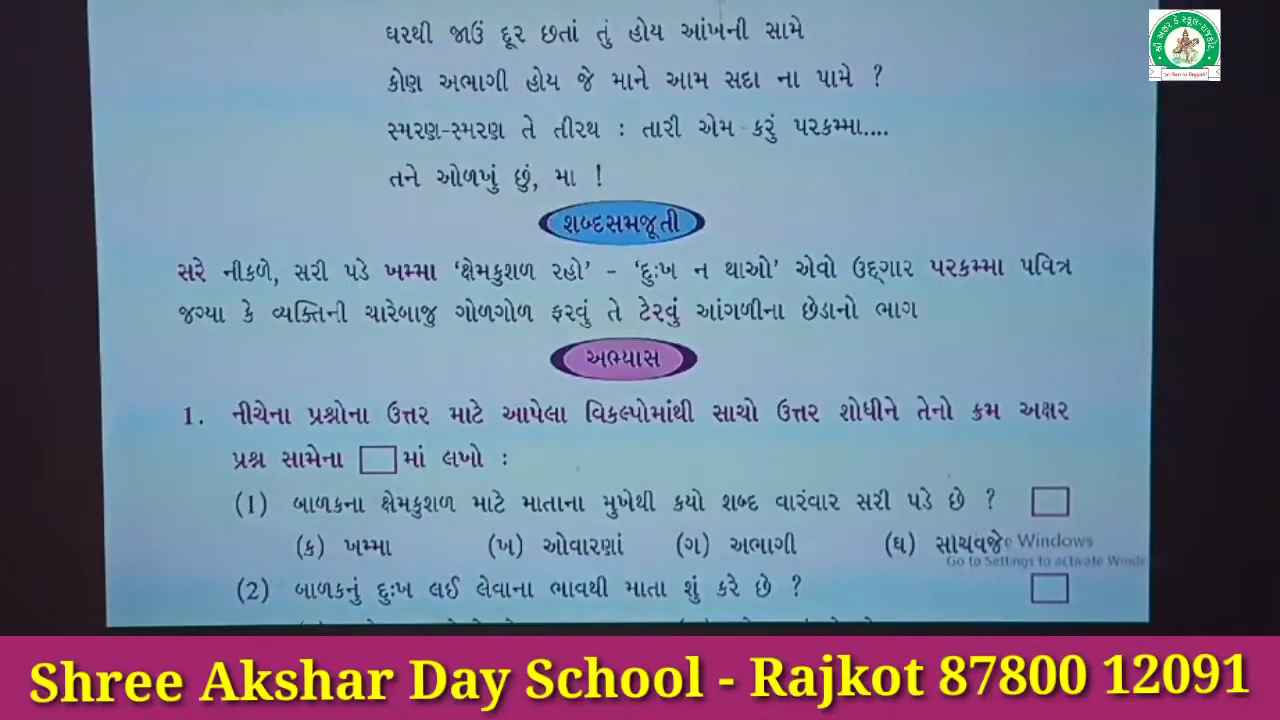 ઘરથી જાઉં દૂર છતાં તું હોય આંખની સામે
કોણ અભાગી હોય જે માને આમ સદા ના પામે ?
સ્મરણ-સ્મરણ તે તીરથ : તારી એમ કરું પરકમ્મા....
તને ઓળખું છું, મા !
શબ્દસમજૂતી
સરે નીકળે, સરી પડે ખમ્મા ‘ક્ષેમકુશળ રહો’ - ‘દુઃખ ન થાઓ’ એવો ઉદ્દગાર પરકમ્મા પવિત્ર
જગ્યા કે વ્યક્તિની ચારેબાજુ ગોળગોળ ફરવું તે ટેરવું આંગળીના છેડાનો ભાગ
અભ્યાસ
1. નીચેના પ્રશ્નોના ઉત્તર માટે આપેલા વિકલ્પોમાંથી સાચો ઉત્તર શોધીને તેનો ક્રમ અક્ષર
પ્રશ્ન સામેના માં લખો :
(1) બાળકના ક્ષેમકુશળ માટે માતાના મુખેથી કયો શબ્દ વારંવાર સરી પડે છે ?
(ક) ખમ્મા (ખ) ઓવારણાં (ગ) અભાગી (ઘ) સાચવજે e Windows
Go to Settings to activate Winde
(2) બાળકનું દુઃખ લઈ લેવાના ભાવથી માતા શું કરે છે ?
Shree Akshar Day School - Rajkot 87800 12091